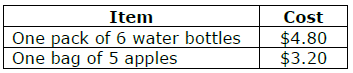 Item Cost
One pack of 6 water bottles $4.80
One bag of 5 apples $3.20